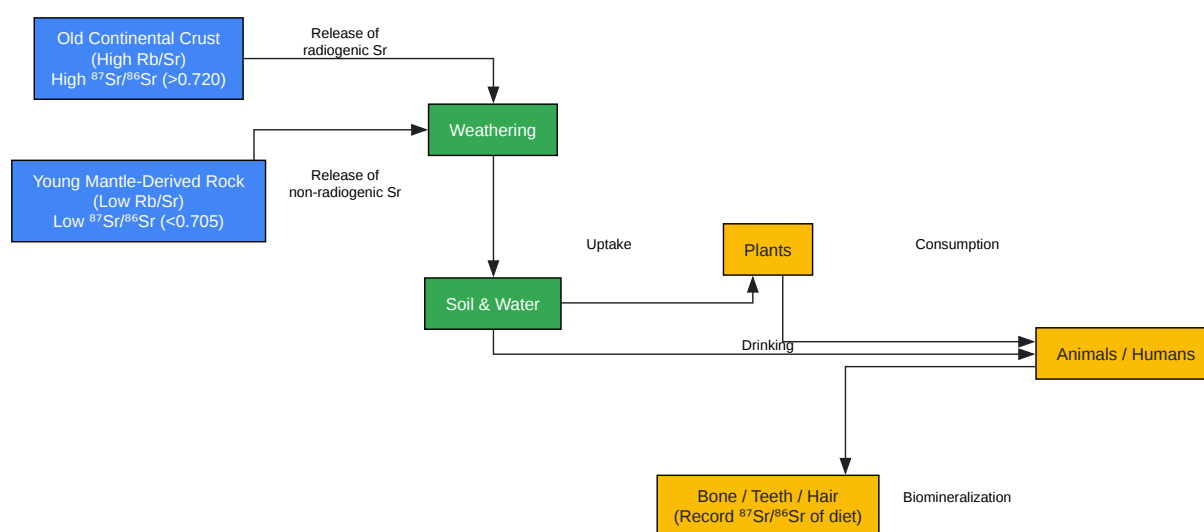 Old Continental Crust
(High Rb/Sr)
High ⁸⁷Sr/⁸⁶Sr (>0.720)
Release of
radiogenic Sr
Weathering
Young Mantle-Derived Rock
(Low Rb/Sr)
Low ⁸⁷Sr/⁸⁶Sr (<0.705)
Release of
non-radiogenic Sr
Uptake
Plants
Consumption
Soil & Water
Drinking
Animals / Humans
Bone / Teeth / Hair
(Record ⁸⁷Sr/⁸⁶Sr of diet)
Biomineralization